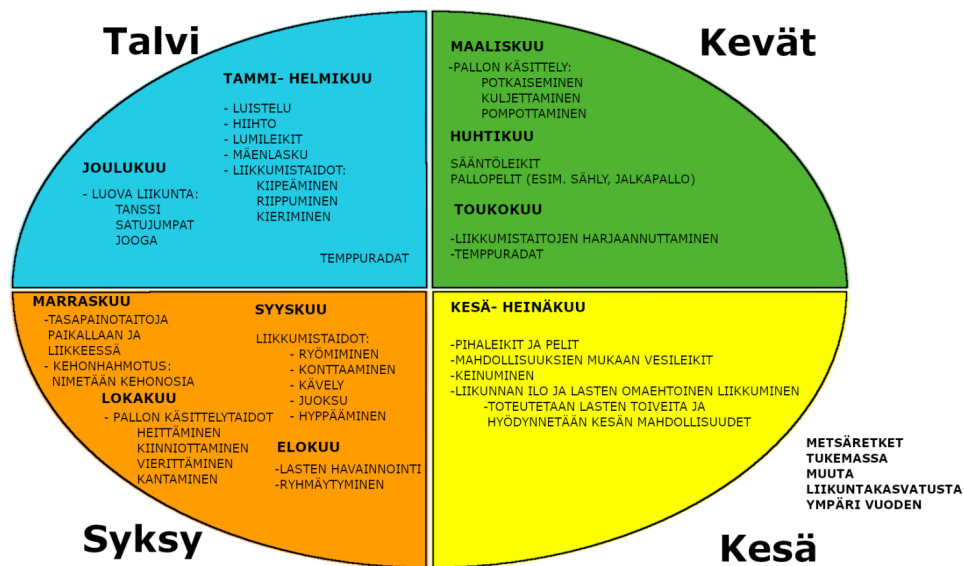 Talvi
TAMMI- HELMIKUU
- LUISTELU
- HIIHTO
- LUMILEIKIT
- MÄENLASKU
- LIIKKUMISTAIDOT:
KIIPEÄMINEN
RIIPPUMINEN
KIERIMINEN
JOULUKUU
- LUOVA LIIKUNTA:
TANSSI
SATUJUMPAT
JOOGA
TEMPPURADAT
Kevät
MAALISKUU
-PALLON KÄSITTELY:
POTKAISEMINEN
KULJETTAMINEN
POMPOTTAMINEN
HUHTIKUU
SÄÄNTÖLEIKIT
PALLOPELIT (ESIM. SÄHLY, JALKAPALLO)
TOUKOKUU
-LIIKKUMISTAITOJEN HARJAANNUTTAMINEN
-TEMPPURADAT
MARRASKUU
-TASAPAINOTAITOJA
PAIKALLAAN JA
LIIKKEESSÄ
- KEHONHAHMOTUS:
NIMETÄÄN KEHONOSIA
SYYSKUU
LIIKKUMISTAIDOT:
- RYÖMIMINEN
- KONTTAAMINEN
- KÄVELY
- JUOKSU
- HYPPÄÄMINEN
LOKAKUU
- PALLON KÄSITTELYTAIDOT
HEITTÄMINEN
KIINNIOTTAMINEN
VIERITTÄMINEN
KANTAMINEN
ELOKUU
-LASTEN HAVAINNOINTI
-RYHMÄYTYMINEN
Syksy
KESÄ- HEINÄKUU
-PIHALEIKIT JA PELIT
-MAHDOLLISUUKSIEN MUKAAN VESILEIKIT
-KEINUMINEN
-LIIKUNNAN ILO JA LASTEN OMAEHTOINEN LIIKKUMINEN
-TOTEUTETAAN LASTEN TOIVEITA JA
HYÖDYNNETÄÄN KESÄN MAHDOLLISUUDET
METSÄRETKET
TUKEMASSA
MUUTA
LIIKUNTAKASVATUSTA
YMPÄRI VUODEN
Kesä